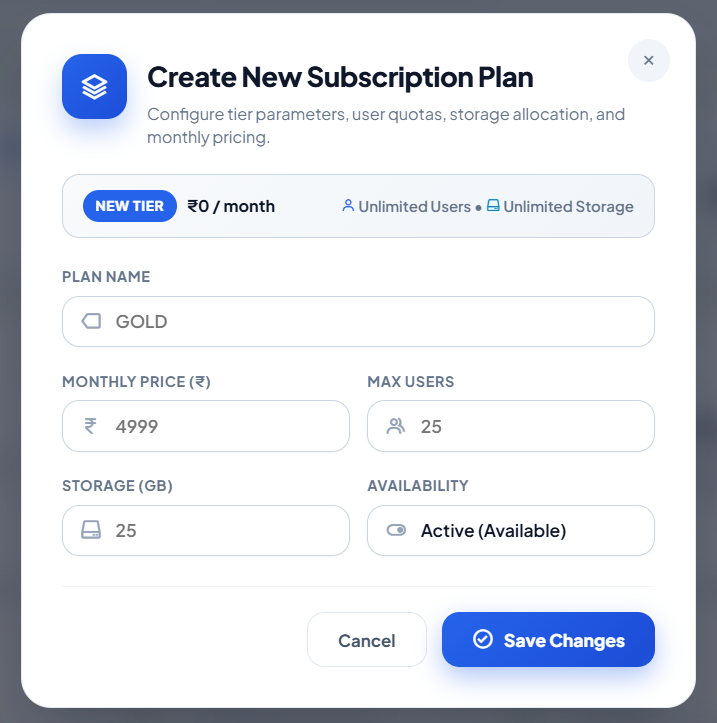 Create New Subscription Plan
Configure tier parameters, user quotas, storage allocation, and
monthly pricing.
NEW TIER ₹0 / month Unlimited Users • Unlimited Storage
PLAN NAME
GOLD
MONTHLY PRICE (₹) MAX USERS
₹ 4999 25
STORAGE (GB) AVAILABILITY
25 Active (Available)
Cancel Save Changes